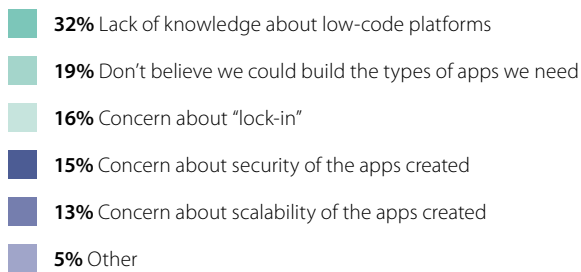 32% Lack of knowledge about low-code platforms
19% Don’t believe we could build the types of apps we need
16% Concern about “lock-in”
15% Concern about security of the apps created
13% Concern about scalability of the apps created
5% Other